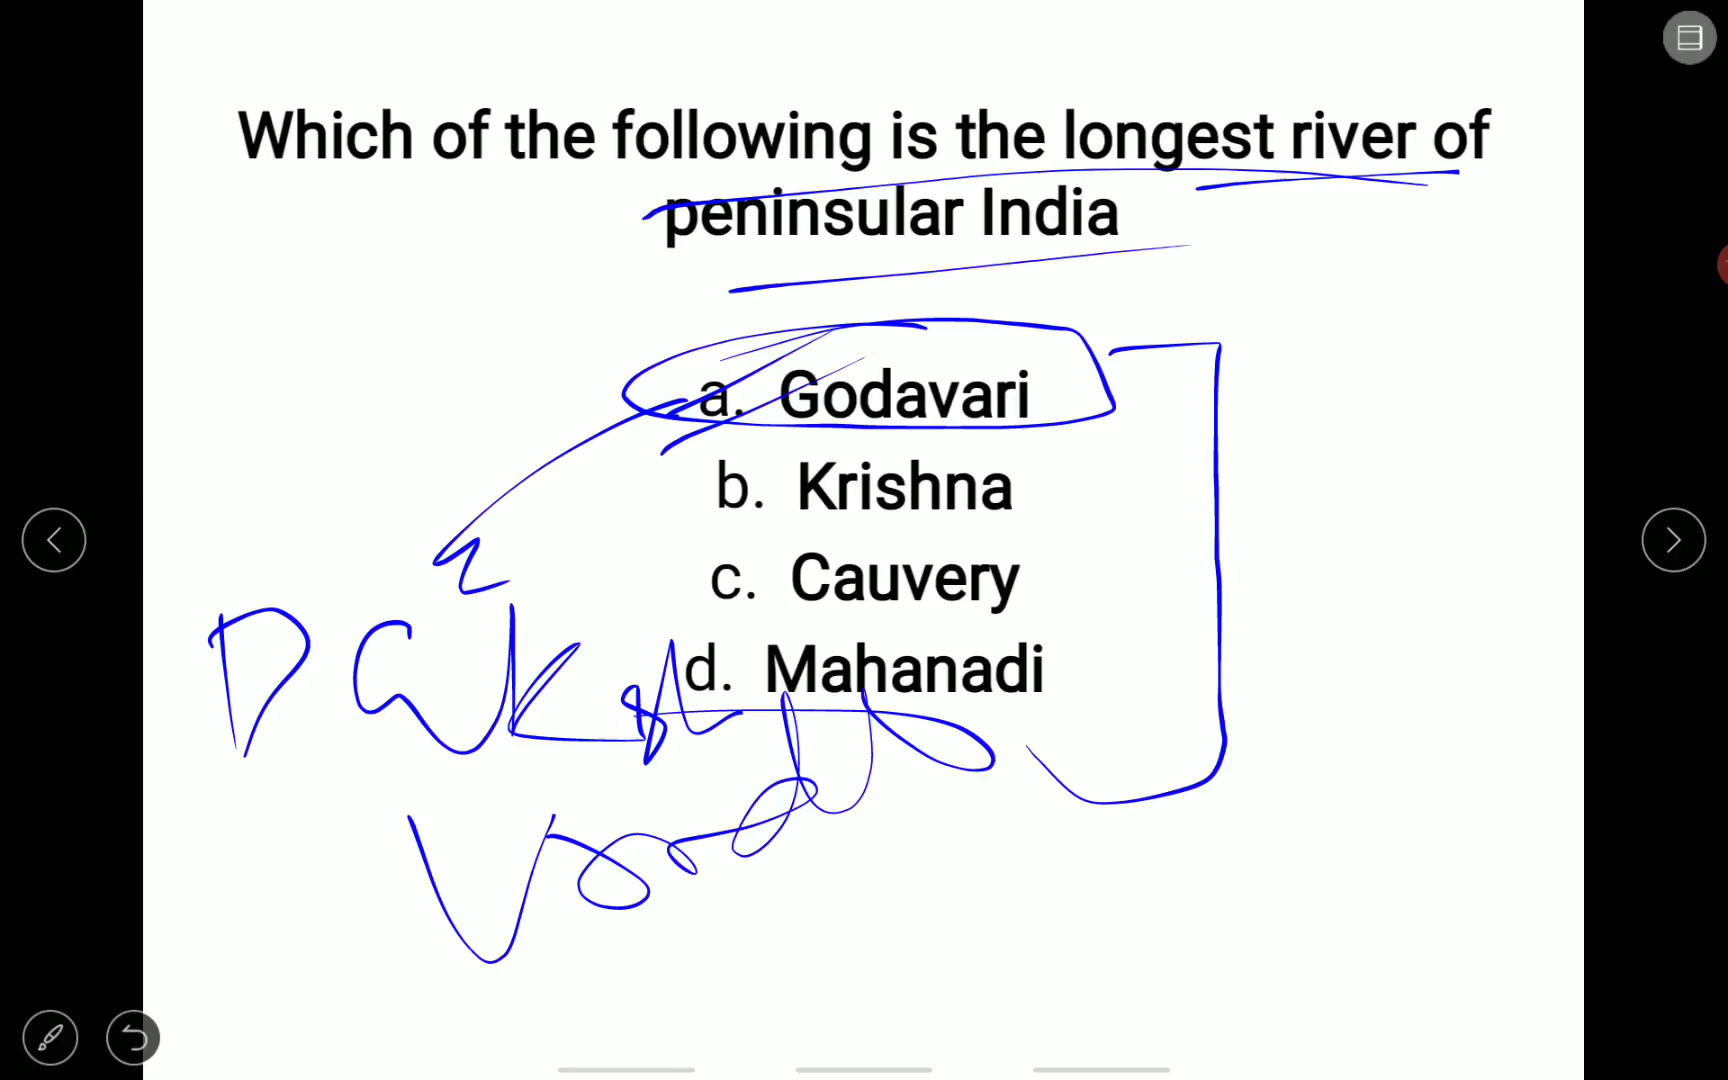 Which of the following is the longest river of
peninsular India
a. Godavari
b. Krishna
c. Cauvery
d. Mahanadi